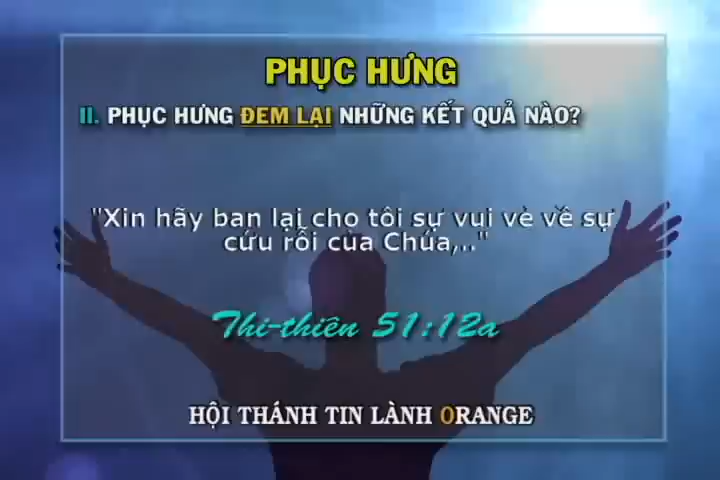 PHỤC HƯNG
II. PHỤC HƯNG ĐEM LẠI NHỮNG KẾT QUẢ NÀO?
"Xin hãy ban lại cho tôi sự vui vẻ về sự
cứu rỗi của Chúa,..."
Thi-thiên 51:12a
HỘI THÁNH TIN LÀNH ORANGE